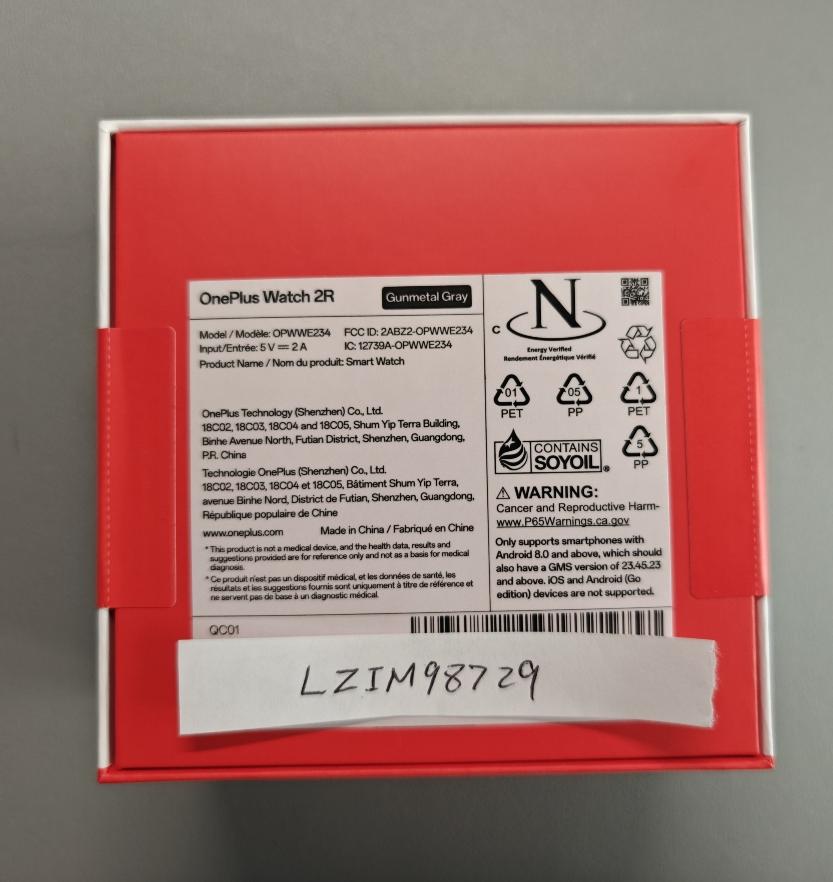 OnePlus Watch 2R
Gunmetal Gray
Model / Modèle: OPWWE234 FCC ID: 2ABZ2-OPWWE234
Input/Entrée: 5 V ⎓ 2 A IC: 12739A-OPWWE234
Product Name / Nom du produit: Smart Watch
OnePlus Technology (Shenzhen) Co., Ltd.
18C02, 18C03, 18C04 and 18C05, Shum Yip Terra Building,
Binhe Avenue North, Futian District, Shenzhen, Guangdong,
P.R. China
Technologie OnePlus (Shenzhen) Co., Ltd.
18C02, 18C03, 18C04 et 18C05, Bâtiment Shum Yip Terra,
avenue Binhe Nord, District de Futian, Shenzhen, Guangdong,
République populaire de Chine
www.oneplus.com Made in China / Fabriqué en Chine
* This product is not a medical device, and the health data, results and
suggestions provided are for reference only and not as a basis for medical
diagnosis.
* Ce produit n'est pas un dispositif médical, et les données de santé, les
résultats et les suggestions fournis sont uniquement à titre de référence et
ne servent pas de base à un diagnostic médical.
C N
Energy Verified
Rendement Énergétique Vérifié
01 05 1
PET PP PET
CONTAINS
SOYOIL®
5
PP
⚠ WARNING:
Cancer and Reproductive Harm-
www.P65Warnings.ca.gov
Only supports smartphones with
Android 8.0 and above, which should
also have a GMS version of 23.45.23
and above. iOS and Android (Go
edition) devices are not supported.
QC01
LZIM98729